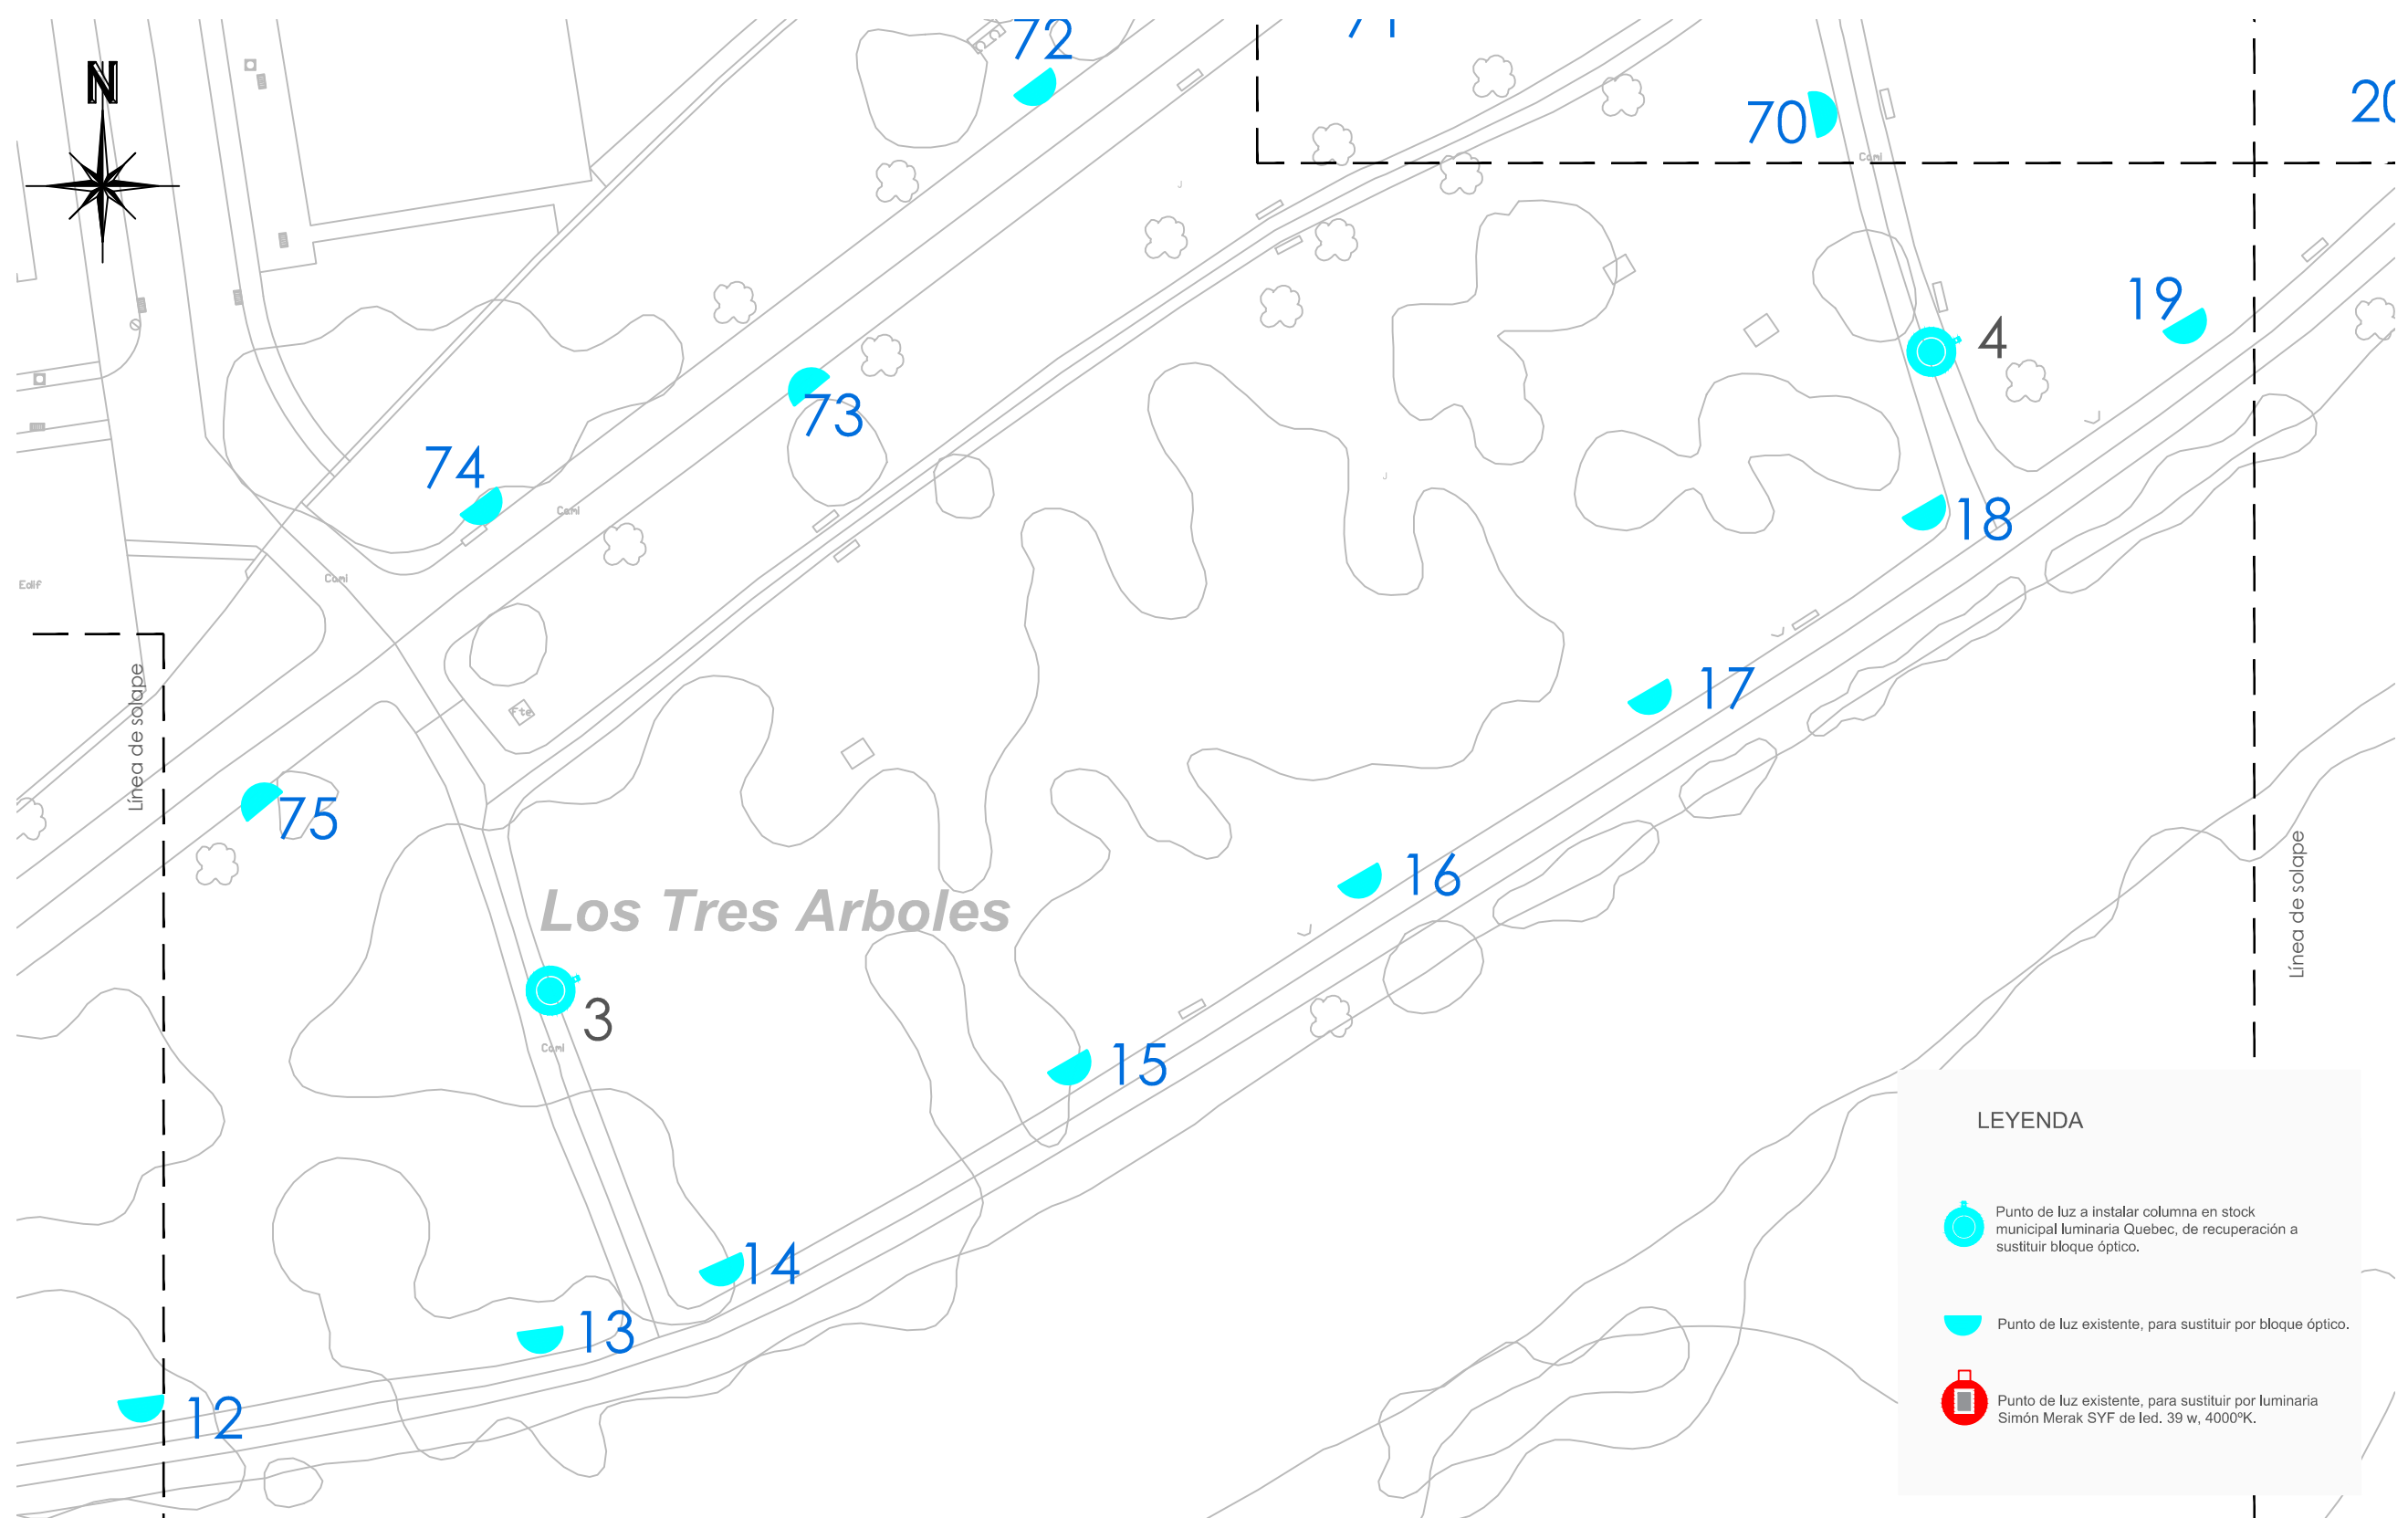 72
71
N
70
20
19
4
73
74
Cami
18
Cami
Cami
Edif
Línea de solape
17
Fte
75
16
Los Tres Arboles
Línea de solape
3
Cami
15
14
13
12
LEYENDA
Punto de luz a instalar columna en stock
municipal luminaria Quebec, de recuperación a
sustituir bloque óptico.
Punto de luz existente, para sustituir por bloque óptico.
Punto de luz existente, para sustituir por luminaria
Simón Merak SYF de led. 39 w, 4000ºK.